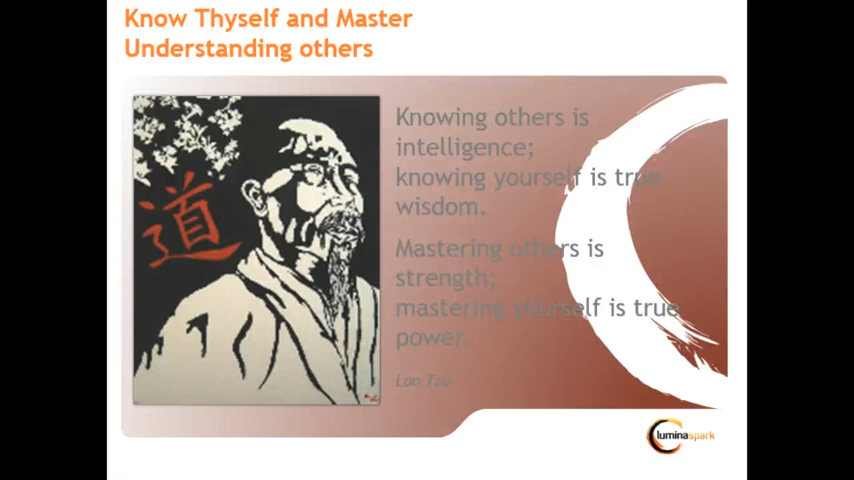 Know Thyself and Master
Understanding others
道
Knowing others is
intelligence;
knowing yourself is true
wisdom.
Mastering others is
strength;
mastering yourself is true
power.
Lao Tzu
luminaspark